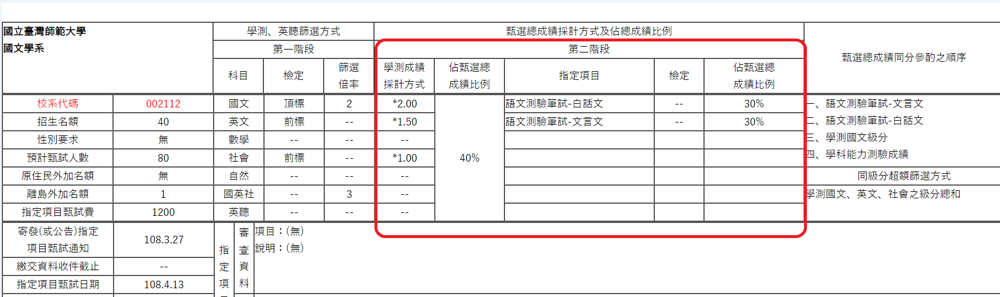 國立臺灣師範大學
國文學系
學測、英聽篩選方式
甄選總成績採計方式及佔總成績比例
甄選總成績同分參酌之順序
第一階段
第二階段
科目
檢定
篩選
倍率
學測成績
採計方式
佔甄選總
成績比例
指定項目
檢定
佔甄選總
成績比例
校系代碼 002112 國文 頂標 2 *2.00 語文測驗筆試-白話文 -- 30% 一、語文測驗筆試-文言文
招生名額 40 英文 前標 -- *1.50 語文測驗筆試-文言文 -- 30% 二、語文測驗筆試-白話文
性別要求 無 數學 -- -- -- 三、學測國文級分
預計甄試人數 80 社會 前標 -- *1.00 40% 四、學科能力測驗成績
原住民外加名額 無 自然 -- -- -- 同級分超額篩選方式
離島外加名額 1 國英社 -- 3 -- 學測國文、英文、社會之級分總和
指定項目甄試費 1200 英聽 -- -- --
寄發(或公告)指定
項目甄試通知
108.3.27
繳交資料收件截止 --
指定項目甄試日期 108.4.13
指
定
項
審
查
資
料
項目：(無)
說明：(無)